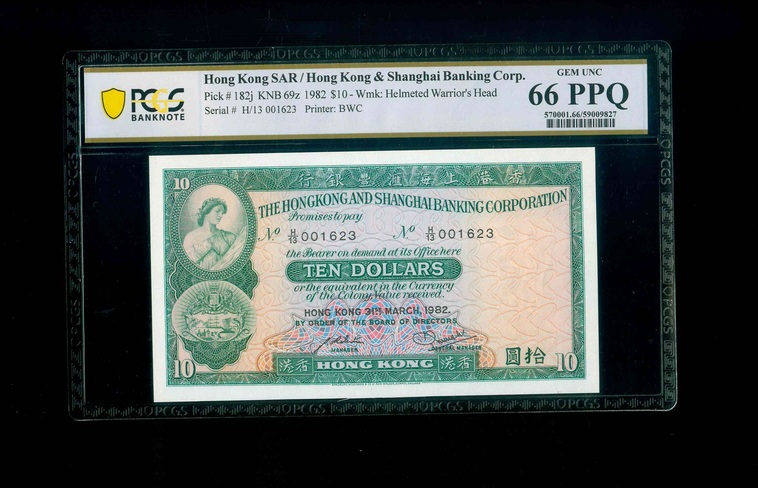 Hong Kong SAR / Hong Kong & Shanghai Banking Corp.
Pick # 182j KNB 69z 1982 $10 - Wmk: Helmeted Warrior's Head
Serial # H/13 001623 Printer: BWC
PCGS
BANKNOTE
GEM UNC
66 PPQ
570001.66/59009827
10
行銀豐滙海上港香
THE HONGKONG AND SHANGHAI BANKING CORPORATION
Promises to pay
No H/13 001623 No H/13 001623
the Bearer on demand at its Office here
TEN DOLLARS
or the equivalent in the Currency
of the Colony, Value received.
HONG KONG 31ST MARCH, 1982.
BY ORDER OF THE BOARD OF DIRECTORS
MANAGER GENERAL MANAGER
圓拾
10 港香 HONG KONG 港香 10